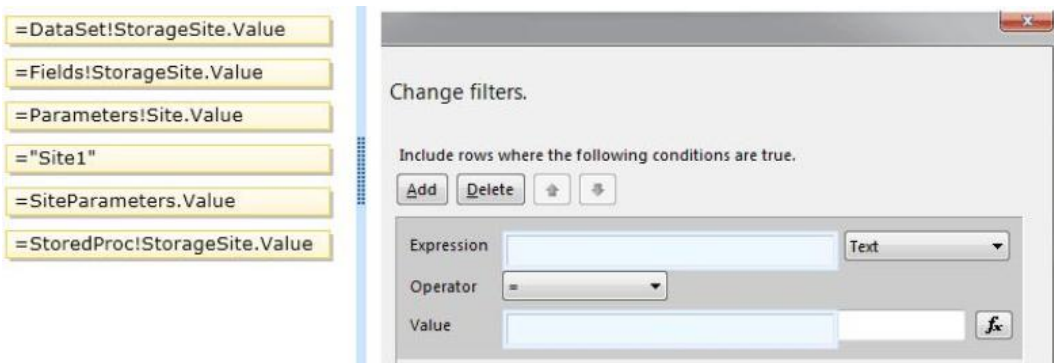 =DataSet!StorageSite.Value
=Fields!StorageSite.Value
=Parameters!Site.Value
="Site1"
=SiteParameters.Value
=StoredProc!StorageSite.Value
x
Change filters.
Include rows where the following conditions are true.
Add Delete
Expression Text
Operator =
Value fx